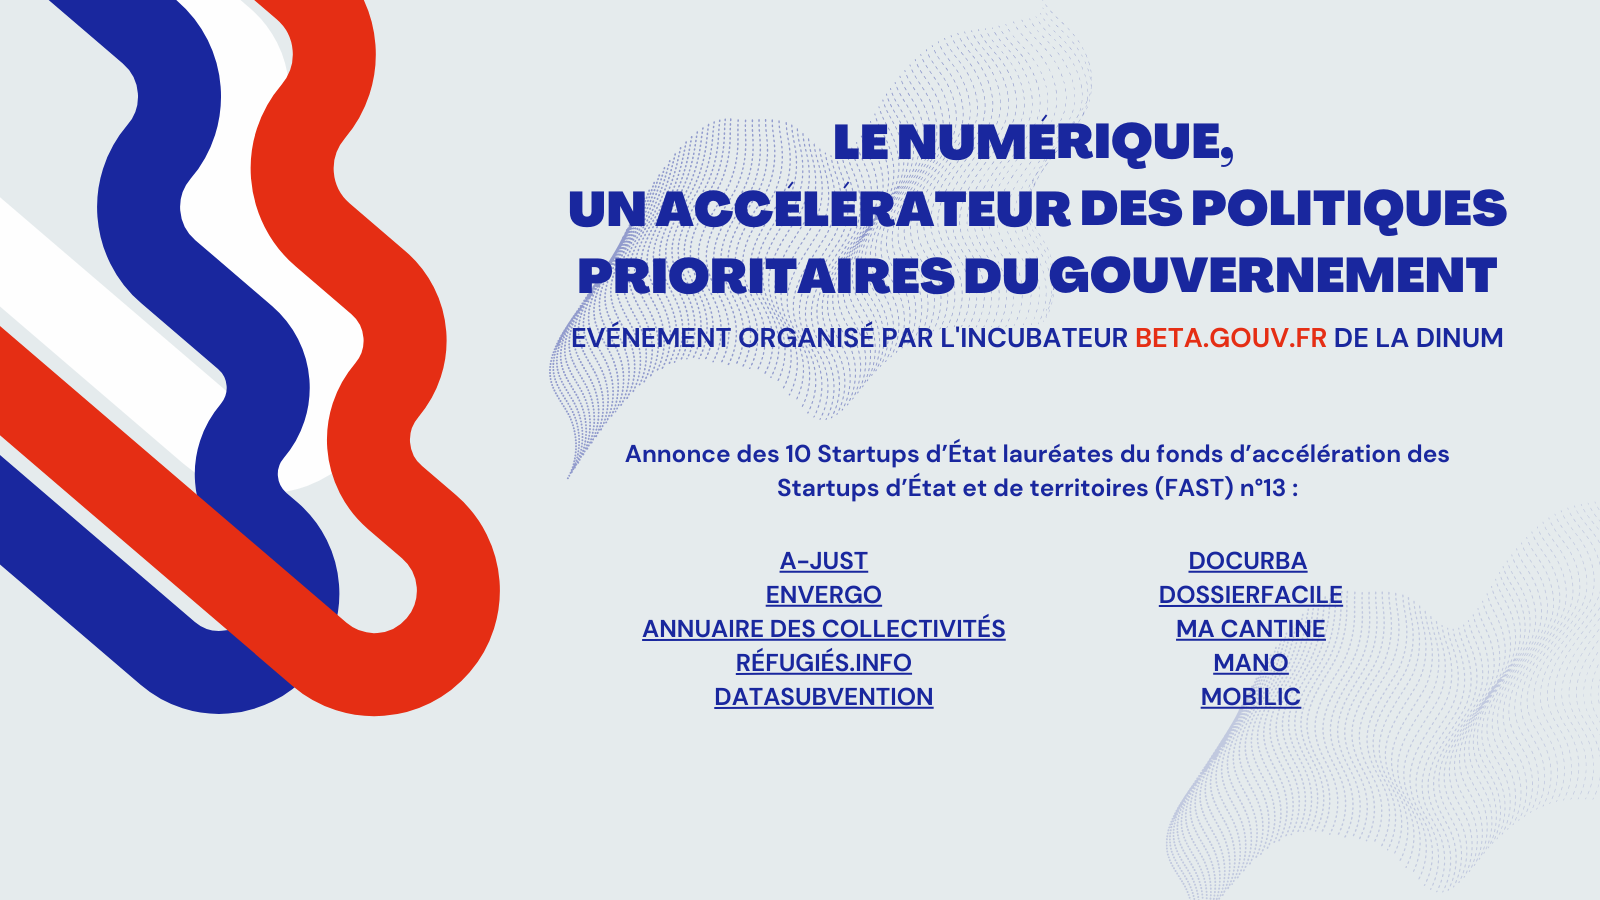 LE NUMÉRIQUE,
UN ACCÉLÉRATEUR DES POLITIQUES
PRIORITAIRES DU GOUVERNEMENT
EVÉNEMENT ORGANISÉ PAR L'INCUBATEUR BETA.GOUV.FR DE LA DINUM
Annonce des 10 Startups d’État lauréates du fonds d’accélération des
Startups d’État et de territoires (FAST) n°13 :
A-JUST
ENVERGO
ANNUAIRE DES COLLECTIVITÉS
RÉFUGIÉS.INFO
DATASUBVENTION
DOCURBA
DOSSIERFACILE
MA CANTINE
MANO
MOBILIC